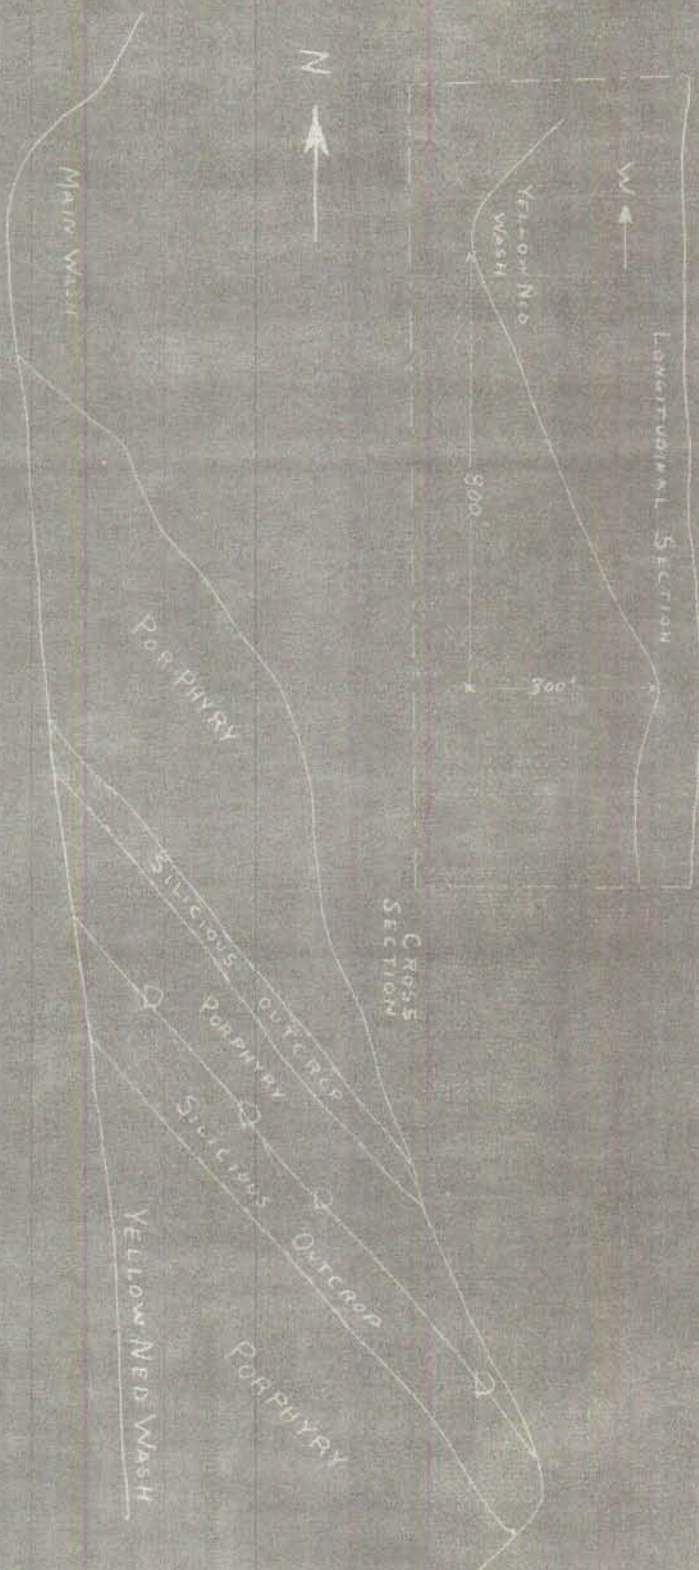 LONGITUDINAL SECTION
W
YELLOW NED
WASH
800'
300'
N
CROSS
SECTION
PORPHYRY
SILICIOUS OUTCROP
PORPHYRY
SILICIOUS OUTCROP
PORPHYRY
MAIN WASH
YELLOW NED WASH